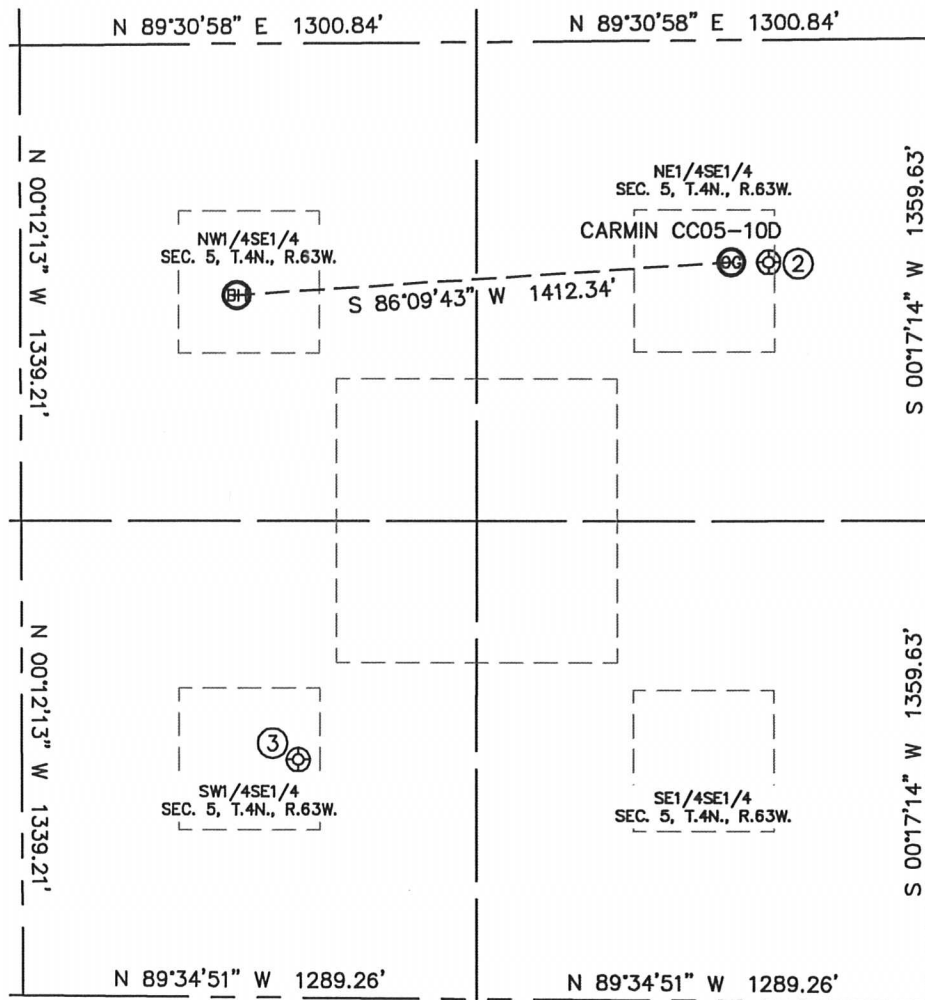 N 89°30'58" E 1300.84'
N 89°30'58" E 1300.84'
N 00°12'13" W 1339.21'
NW1/4SE1/4
SEC. 5, T.4N., R.63W.
NE1/4SE1/4
SEC. 5, T.4N., R.63W.
CARMIN CC05-10D
S 00°17'14" W 1359.63'
BH
OG
2
S 86°09'43" W 1412.34'
N 00°12'13" W 1339.21'
3
SW1/4SE1/4
SEC. 5, T.4N., R.63W.
SE1/4SE1/4
SEC. 5, T.4N., R.63W.
S 00°17'14" W 1359.63'
N 89°34'51" W 1289.26'
N 89°34'51" W 1289.26'